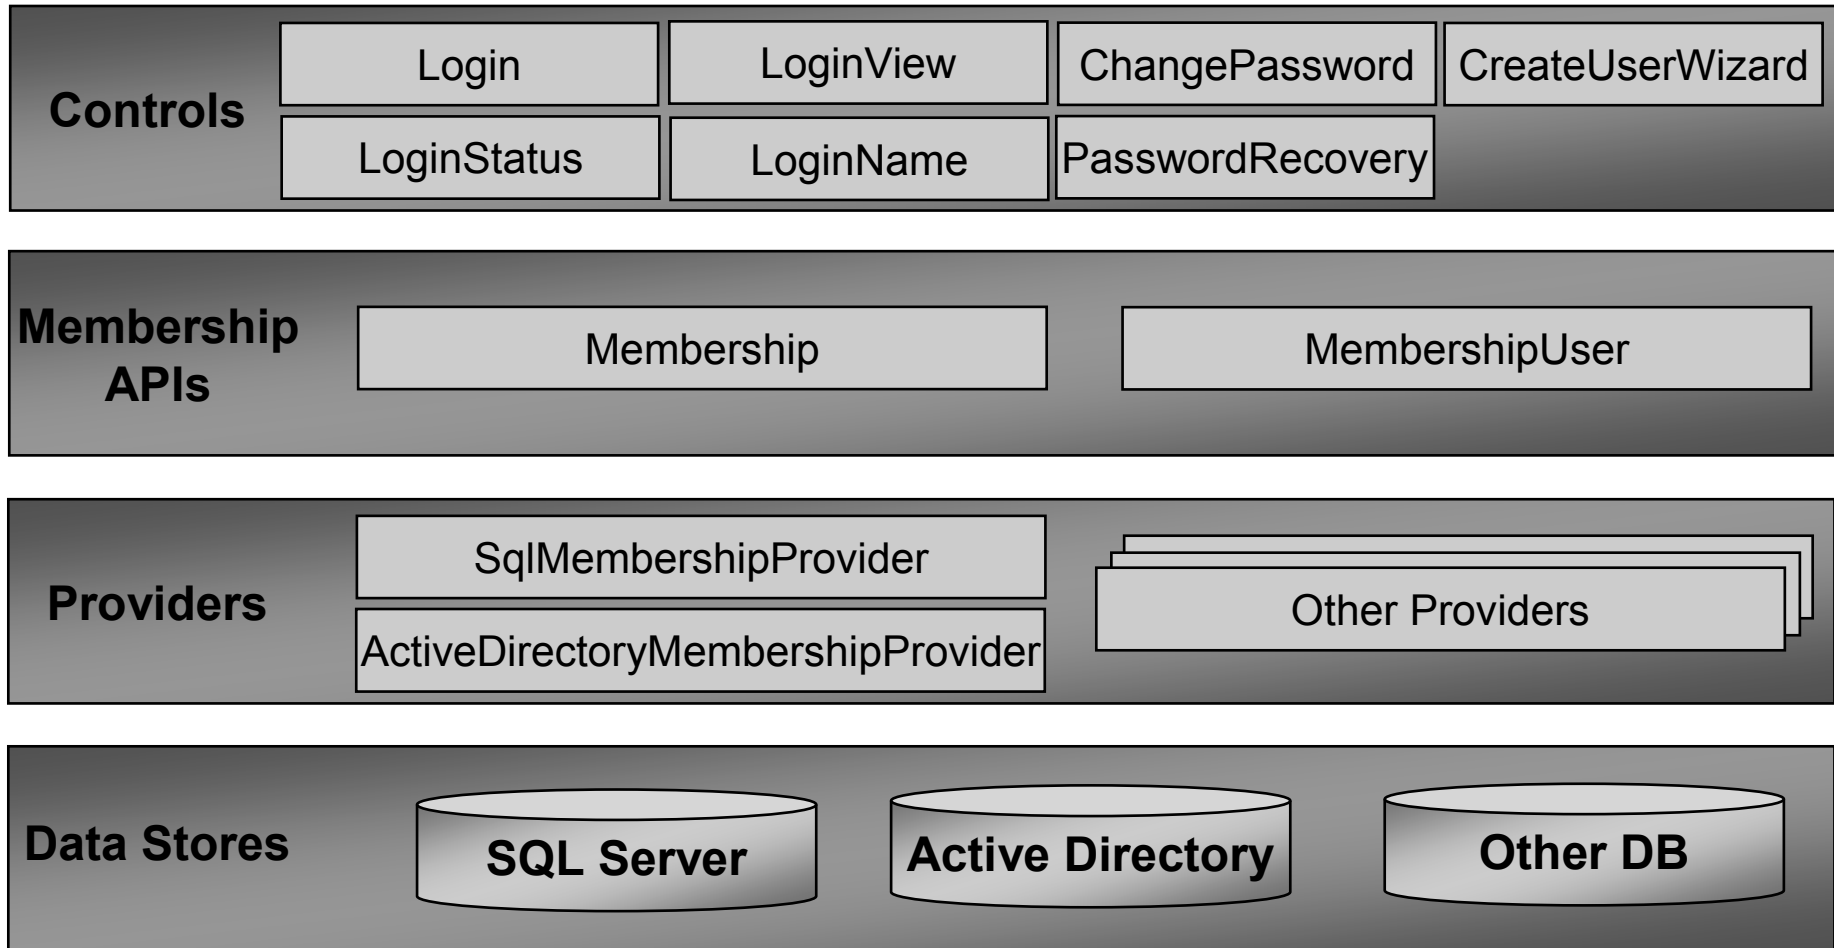 Controls
Login
LoginView
ChangePassword
CreateUserWizard
LoginStatus
LoginName
PasswordRecovery
Membership
APIs
Membership
MembershipUser
Providers
SqlMembershipProvider
ActiveDirectoryMembershipProvider
Other Providers
Data Stores
SQL Server
Active Directory
Other DB